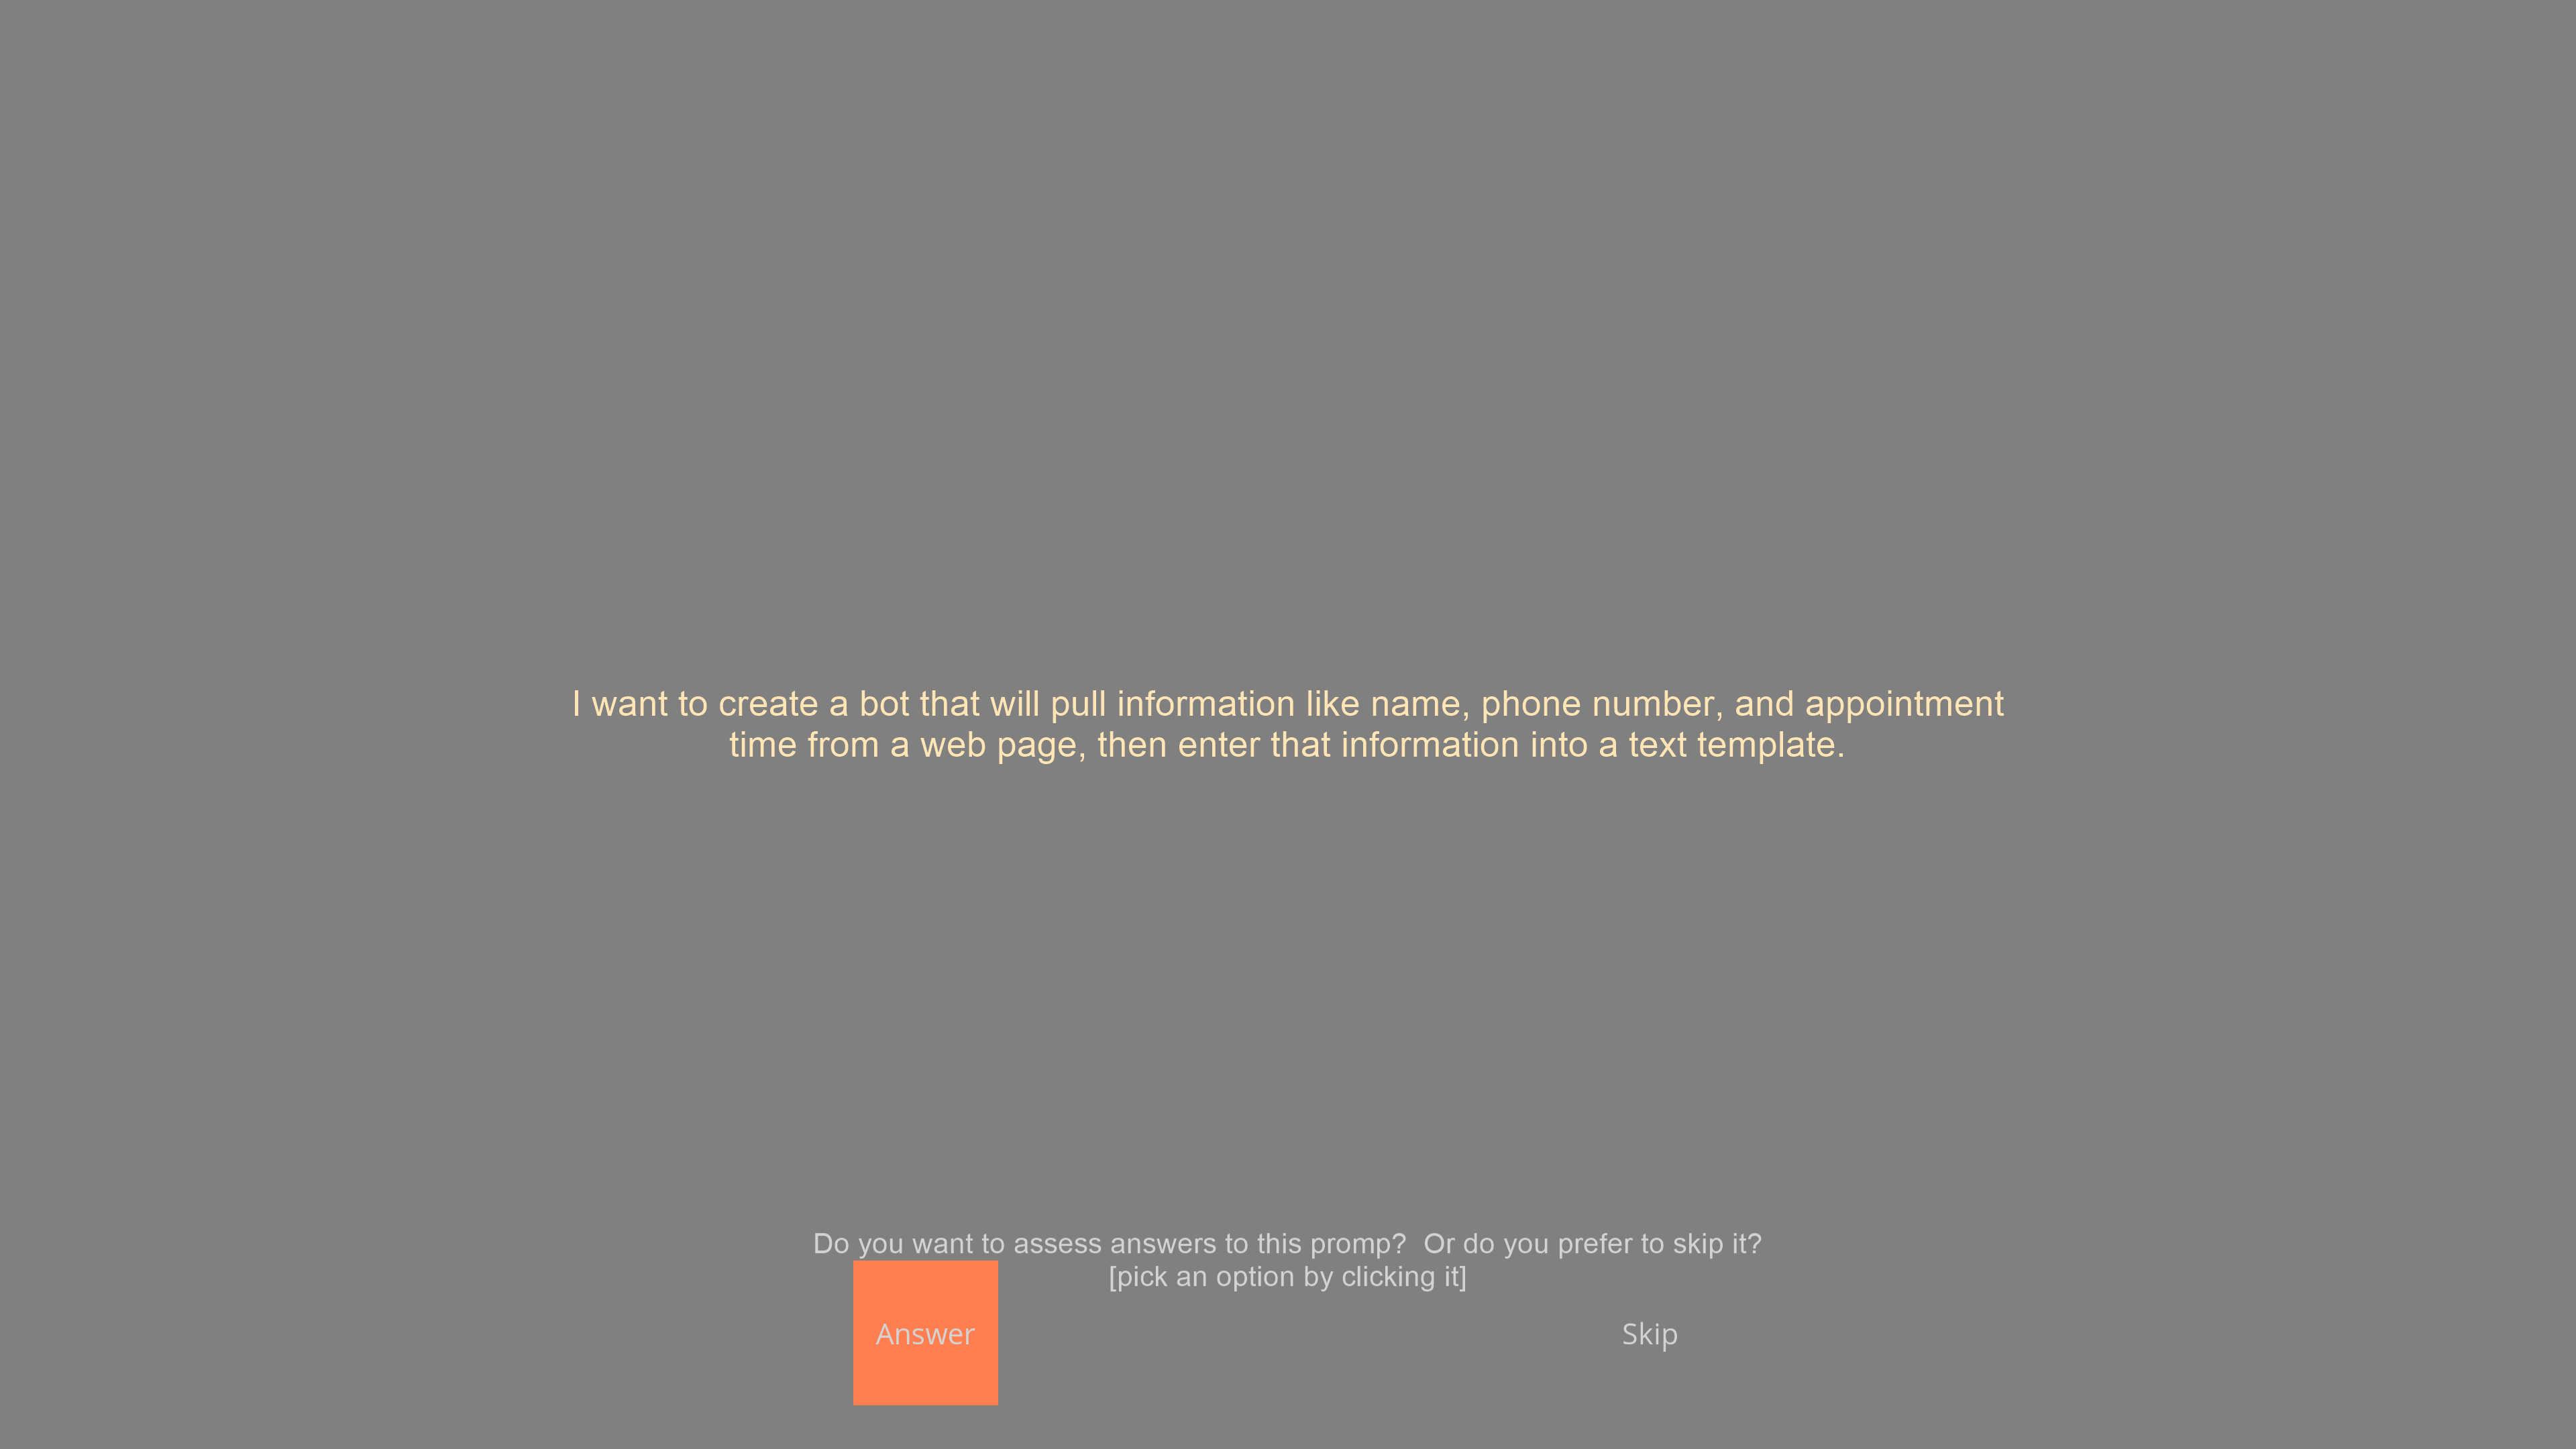 I want to create a bot that will pull information like name, phone number, and appointment
time from a web page, then enter that information into a text template.
Do you want to assess answers to this promp?  Or do you prefer to skip it?
[pick an option by clicking it]
Answer
Skip